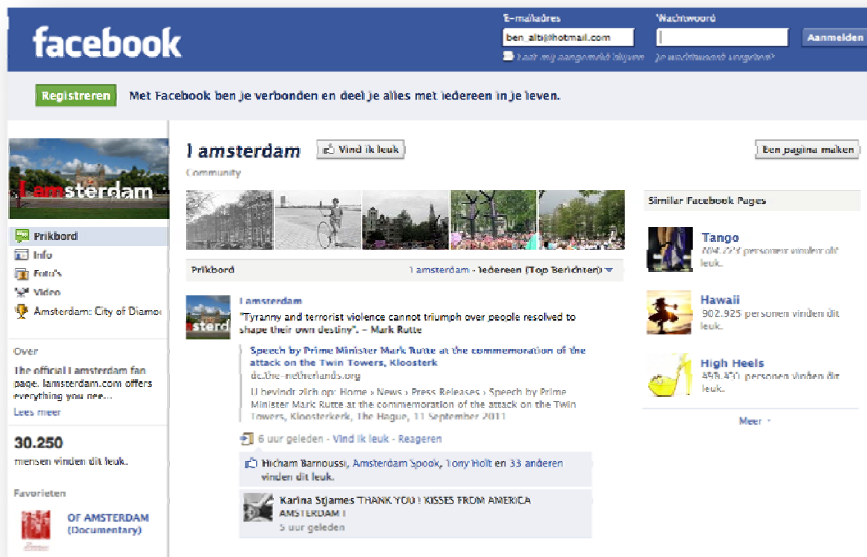 facebook
E-mailadres
ben_alti@hotmail.com
Wachtwoord
Aanmelden
Laat mij aangemeld blijven
Je wachtwoord vergeten?
Registreren
Met Facebook ben je verbonden en deel je alles met iedereen in je leven.
I amsterdam
I amsterdam
Vind ik leuk
Een pagina maken
Community
Prikbord
Info
Foto's
Video
Amsterdam: City of Diamo
Over
The official I amsterdam fan
page. Iamsterdam.com offers
everything you nee...
Lees meer
30.250
mensen vinden dit leuk.
Favorieten
OF AMSTERDAM
(Documentary)
Prikbord
I amsterdam · Iedereen (Top Berichten)
sterd
I amsterdam
"Tyranny and terrorist violence cannot triumph over people resolved to
shape their own destiny". – Mark Rutte
Speech by Prime Minister Mark Rutte at the commemoration of the
attack on the Twin Towers, Kloosterk
dc.the-netherlands.org
U bevindt zich op: Home › News › Press Releases › Speech by Prime
Minister Mark Rutte at the commemoration of the attack on the Twin
Towers, Kloosterkerk, The Hague, 11 September 2011
6 uur geleden · Vind ik leuk · Reageren
Hicham Barnoussi, Amsterdam Spook, Tony Holt en 33 anderen
vinden dit leuk.
Karina Stjames THANK YOU ! KISSES FROM AMERICA
AMSTERDAM !
5 uur geleden
Similar Facebook Pages
Tango
personen vinden dit
leuk.
Hawaii
902.925 personen vinden dit
leuk.
High Heels
personen vinden dit
leuk.
Meer